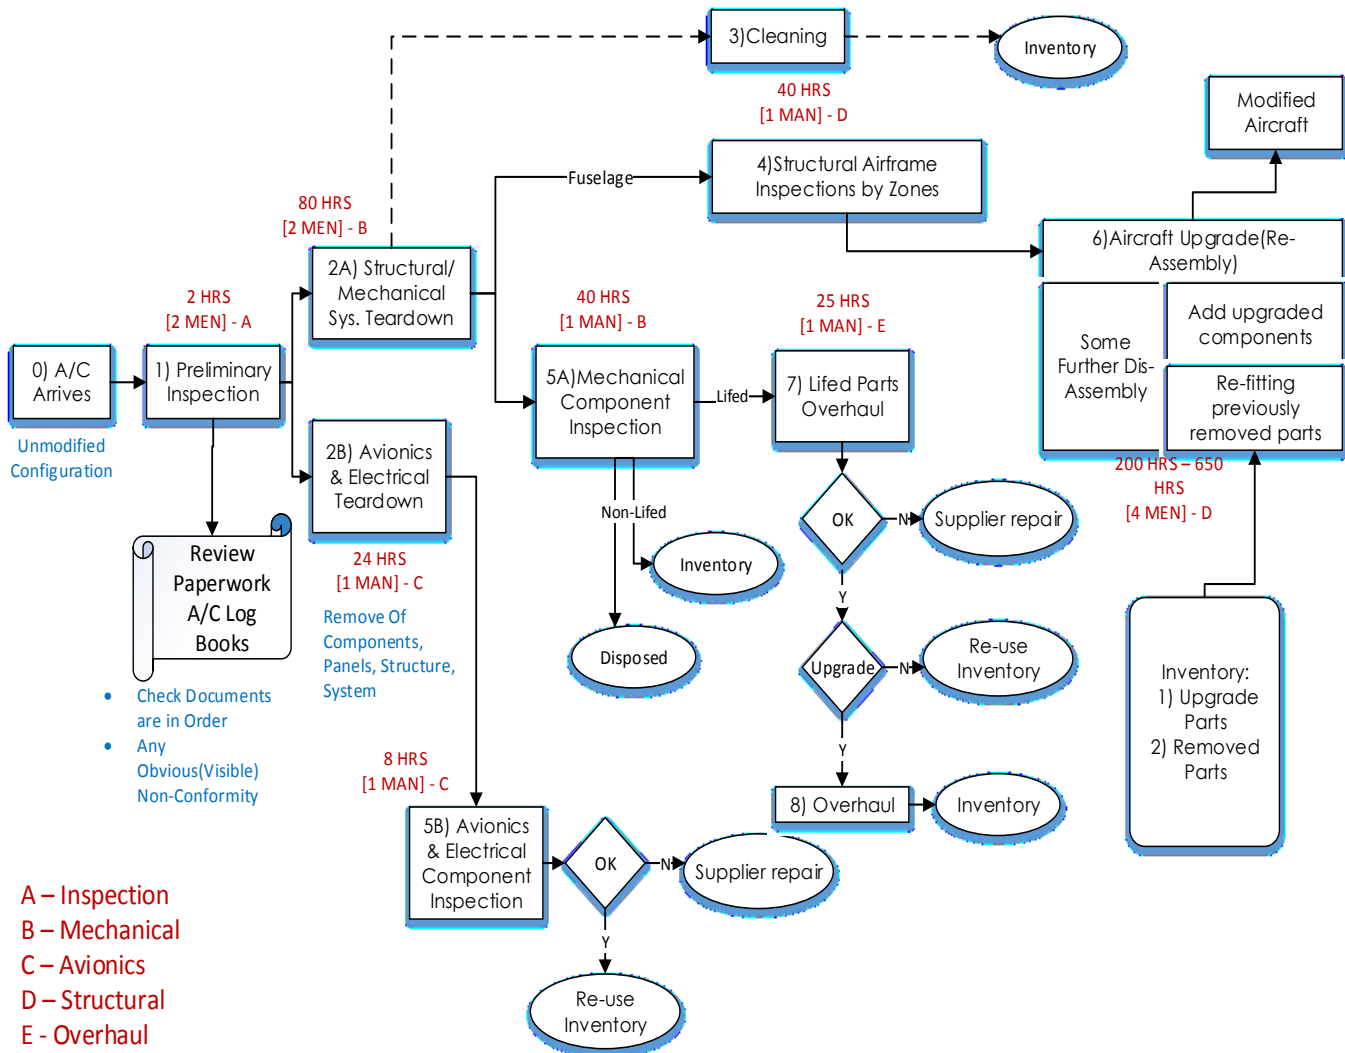 3)Cleaning
Inventory
40 HRS
[1 MAN] - D
Modified
Aircraft
Fuselage
4)Structural Airframe
Inspections by Zones
80 HRS
[2 MEN] - B
2A) Structural/
Mechanical
Sys. Teardown
6)Aircraft Upgrade(Re-
Assembly)
Some
Further Dis-
Assembly
Add upgraded
components
Re-fitting
previously
removed parts
200 HRS – 650
HRS
[4 MEN] - D
2 HRS
[2 MEN] - A
0) A/C
Arrives
Unmodified
Configuration
1) Preliminary
Inspection
40 HRS
[1 MAN] - B
5A)Mechanical
Component
Inspection
Lifed
25 HRS
[1 MAN] - E
7) Lifed Parts
Overhaul
2B) Avionics
& Electrical
Teardown
24 HRS
[1 MAN] - C
Remove Of
Components,
Panels, Structure,
System
Non-Lifed
Inventory
Disposed
OK
N
Supplier repair
Y
Upgrade
N
Re-use
Inventory
Y
8) Overhaul
Inventory
Review
Paperwork
A/C Log
Books
• Check Documents
are in Order
• Any
Obvious(Visible)
Non-Conformity
Inventory:
1) Upgrade
Parts
2) Removed
Parts
8 HRS
[1 MAN] - C
5B) Avionics
& Electrical
Component
Inspection
OK
N
Supplier repair
Y
Re-use
Inventory
A – Inspection
B – Mechanical
C – Avionics
D – Structural
E - Overhaul